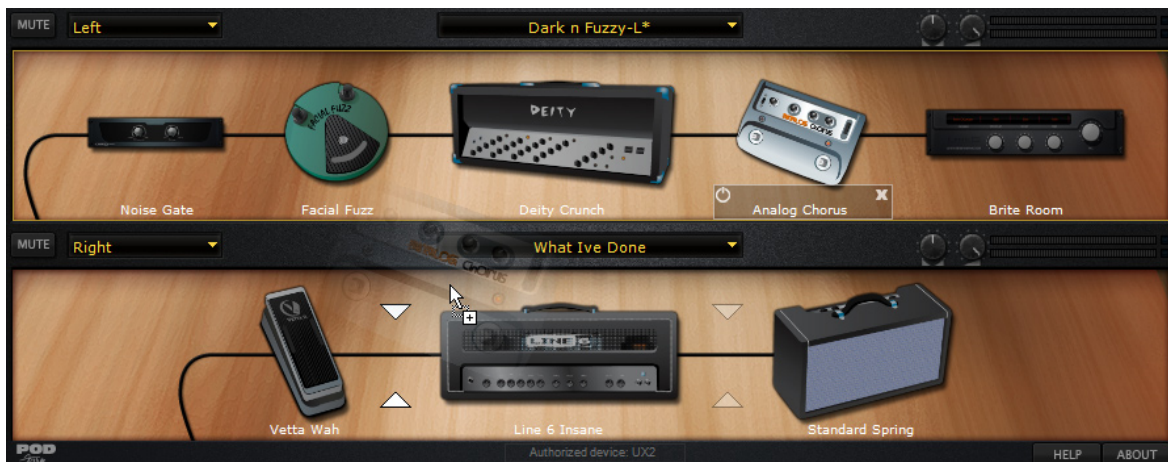 MUTE Left Dark n Fuzzy-L*
FACIAL FUZZ
DEITY
ANALOG CHORUS
Noise Gate Facial Fuzz Deity Crunch Analog Chorus Brite Room
MUTE Right What Ive Done
ANALOG CHORUS
LINE 6
Vetta Wah Line 6 Insane Standard Spring
POD
Authorized device: UX2 HELP ABOUT